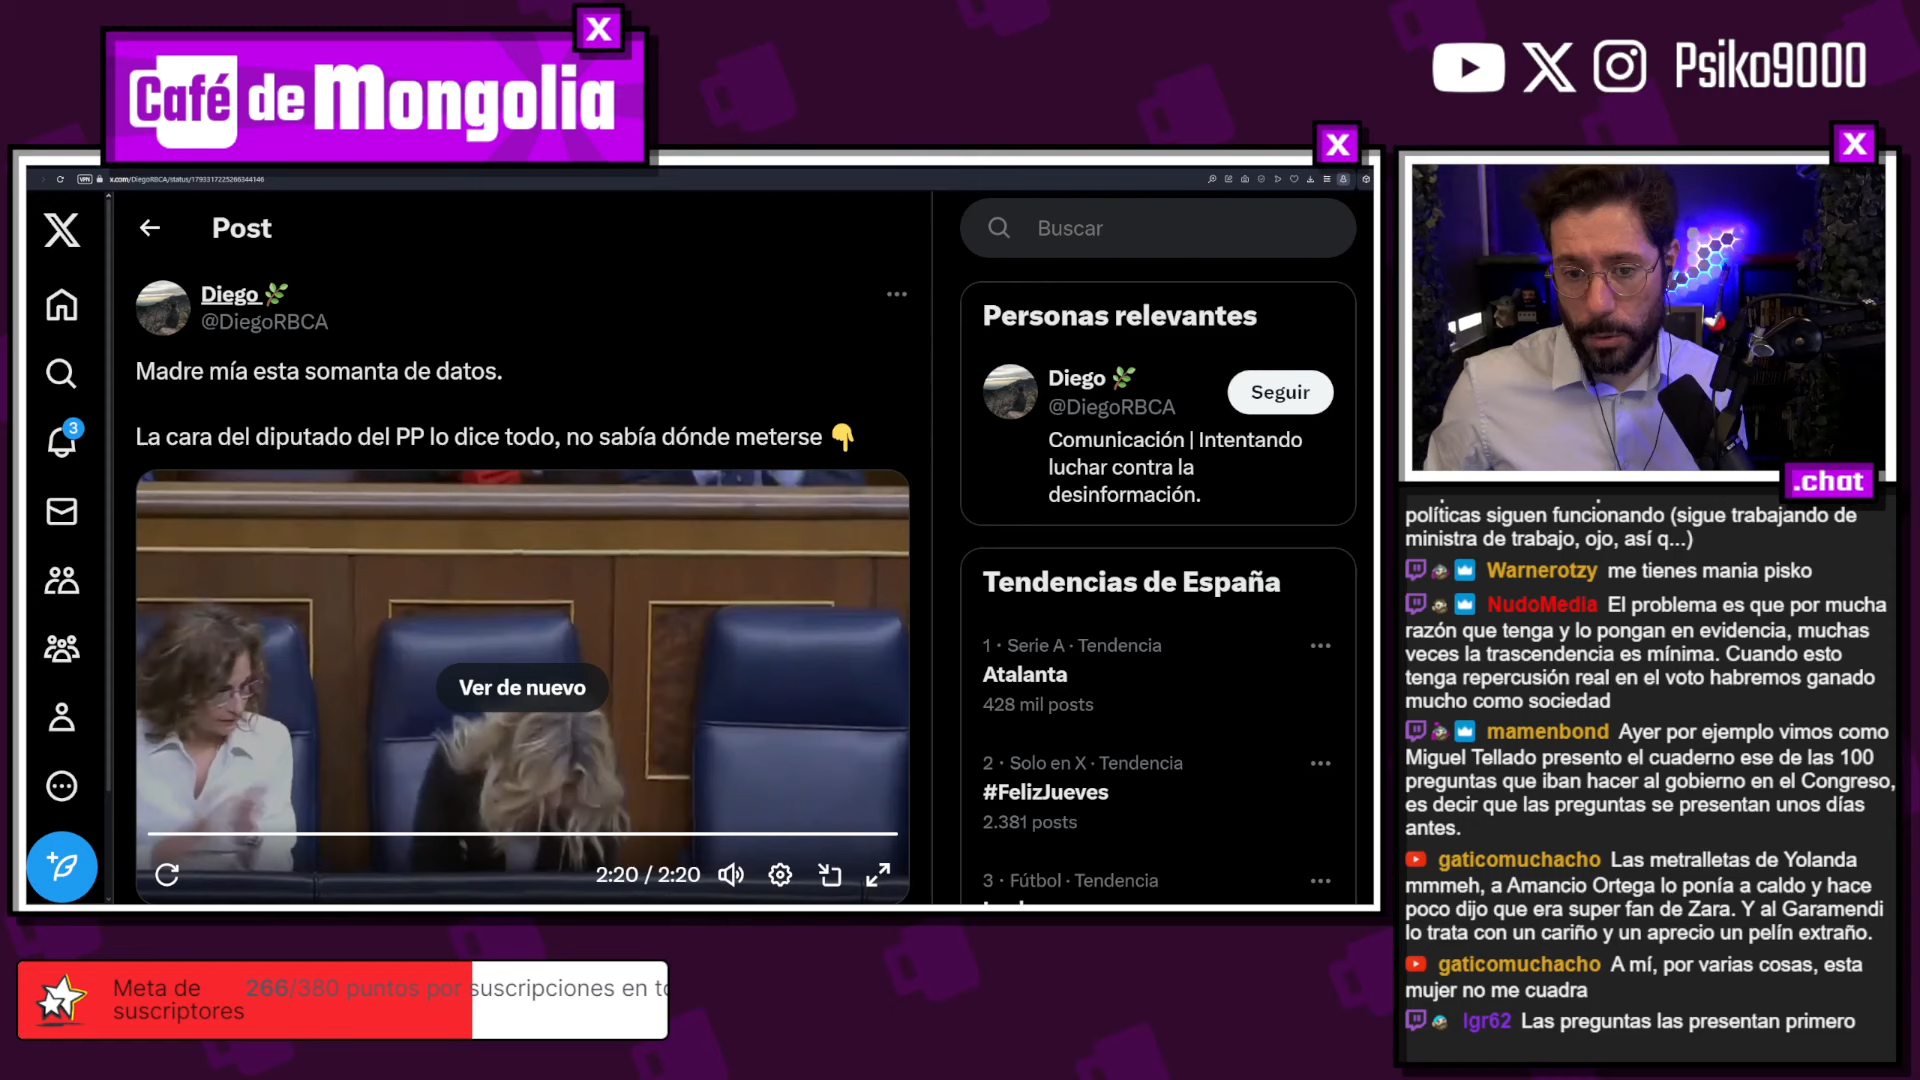 X
Café de Mongolia
Psiko9000
X
X
VPN
x.com/DiegoRBCA/status/1793317225266344146
X
Post
Buscar
Diego
@DiegoRBCA
Madre mía esta somanta de datos.
La cara del diputado del PP lo dice todo, no sabía dónde meterse
3
Ver de nuevo
2:20 / 2:20
Personas relevantes
Diego
@DiegoRBCA
Seguir
Comunicación | Intentando
luchar contra la
desinformación.
Tendencias de España
1 · Serie A · Tendencia
Atalanta
428 mil posts
2 · Solo en X · Tendencia
#FelizJueves
2.381 posts
3 · Fútbol · Tendencia
.chat
políticas siguen funcionando (sigue trabajando de
ministra de trabajo, ojo, así q...)
Warnerotzy me tienes mania pisko
NudoMedia El problema es que por mucha
razón que tenga y lo pongan en evidencia, muchas
veces la trascendencia es mínima. Cuando esto
tenga repercusión real en el voto habremos ganado
mucho como sociedad
mamenbond Ayer por ejemplo vimos como
Miguel Tellado presento el cuaderno ese de las 100
preguntas que iban hacer al gobierno en el Congreso,
es decir que las preguntas se presentan unos días
antes.
gaticomuchacho Las metralletas de Yolanda
mmmeh, a Amancio Ortega lo ponía a caldo y hace
poco dijo que era super fan de Zara. Y al Garamendi
lo trata con un cariño y un aprecio un pelín extraño.
gaticomuchacho A mí, por varias cosas, esta
mujer no me cuadra
lgr62 Las preguntas las presentan primero
Meta de
suscriptores
266/380 puntos por suscripciones en